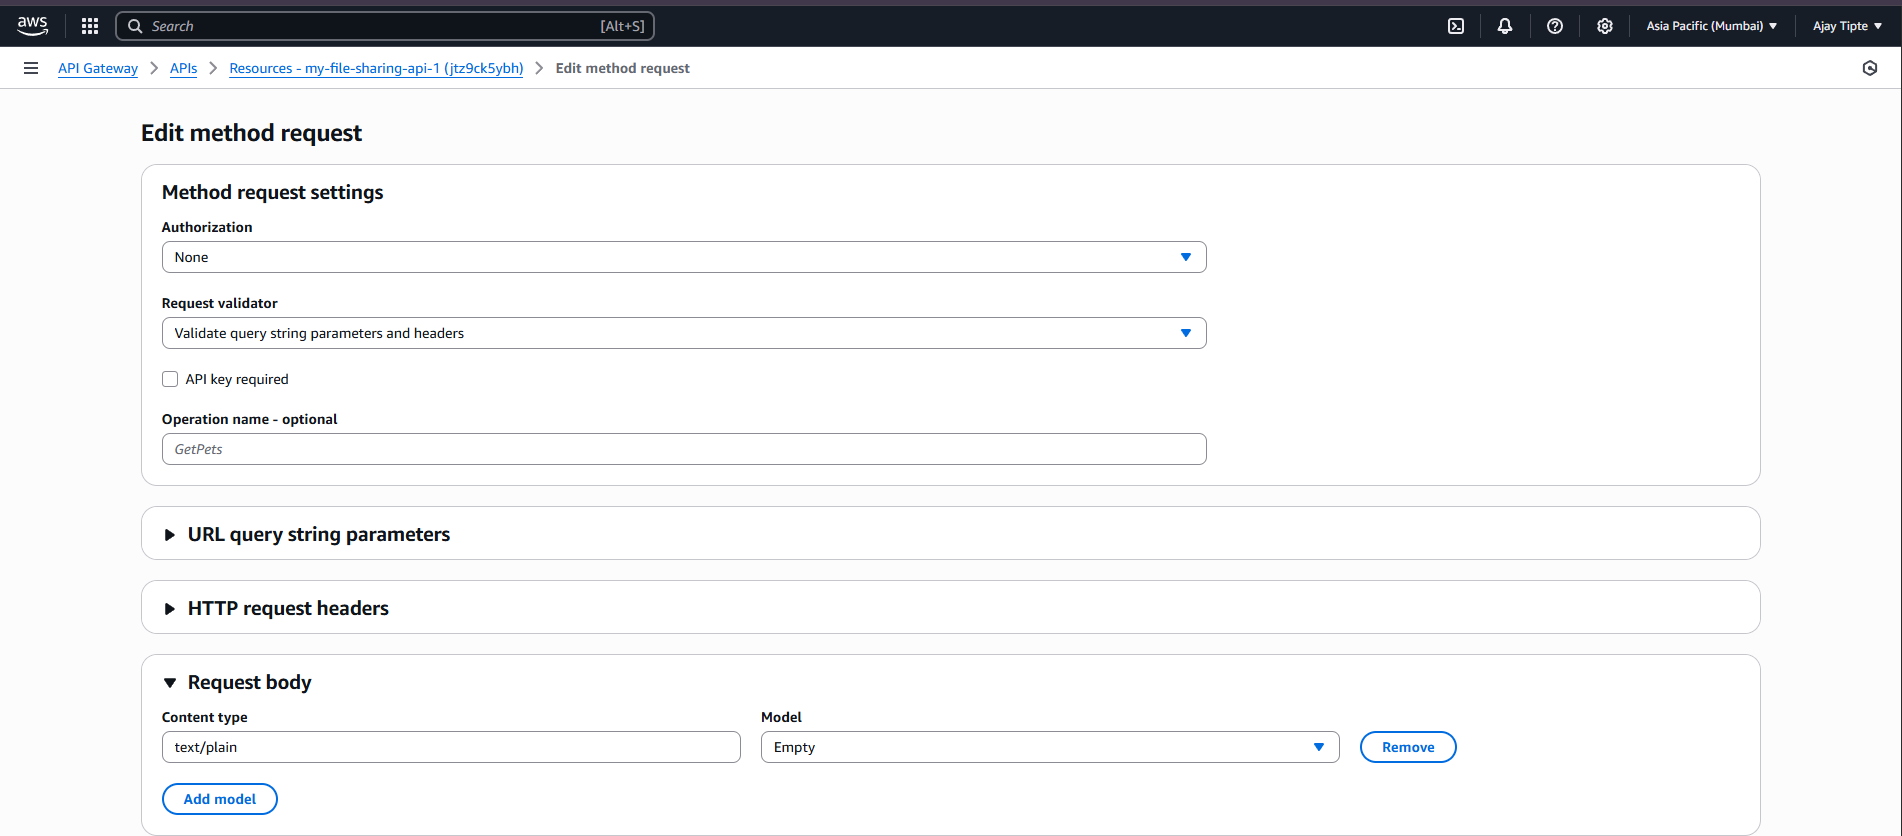 aws Search [Alt+S] Asia Pacific (Mumbai) Ajay Tipte
API Gateway APIs Resources - my-file-sharing-api-1 (jtz9ck5ybh) Edit method request
Edit method request
Method request settings
Authorization
None
Request validator
Validate query string parameters and headers
API key required
Operation name - optional
GetPets
URL query string parameters
HTTP request headers
Request body
Content type Model
text/plain Empty Remove
Add model